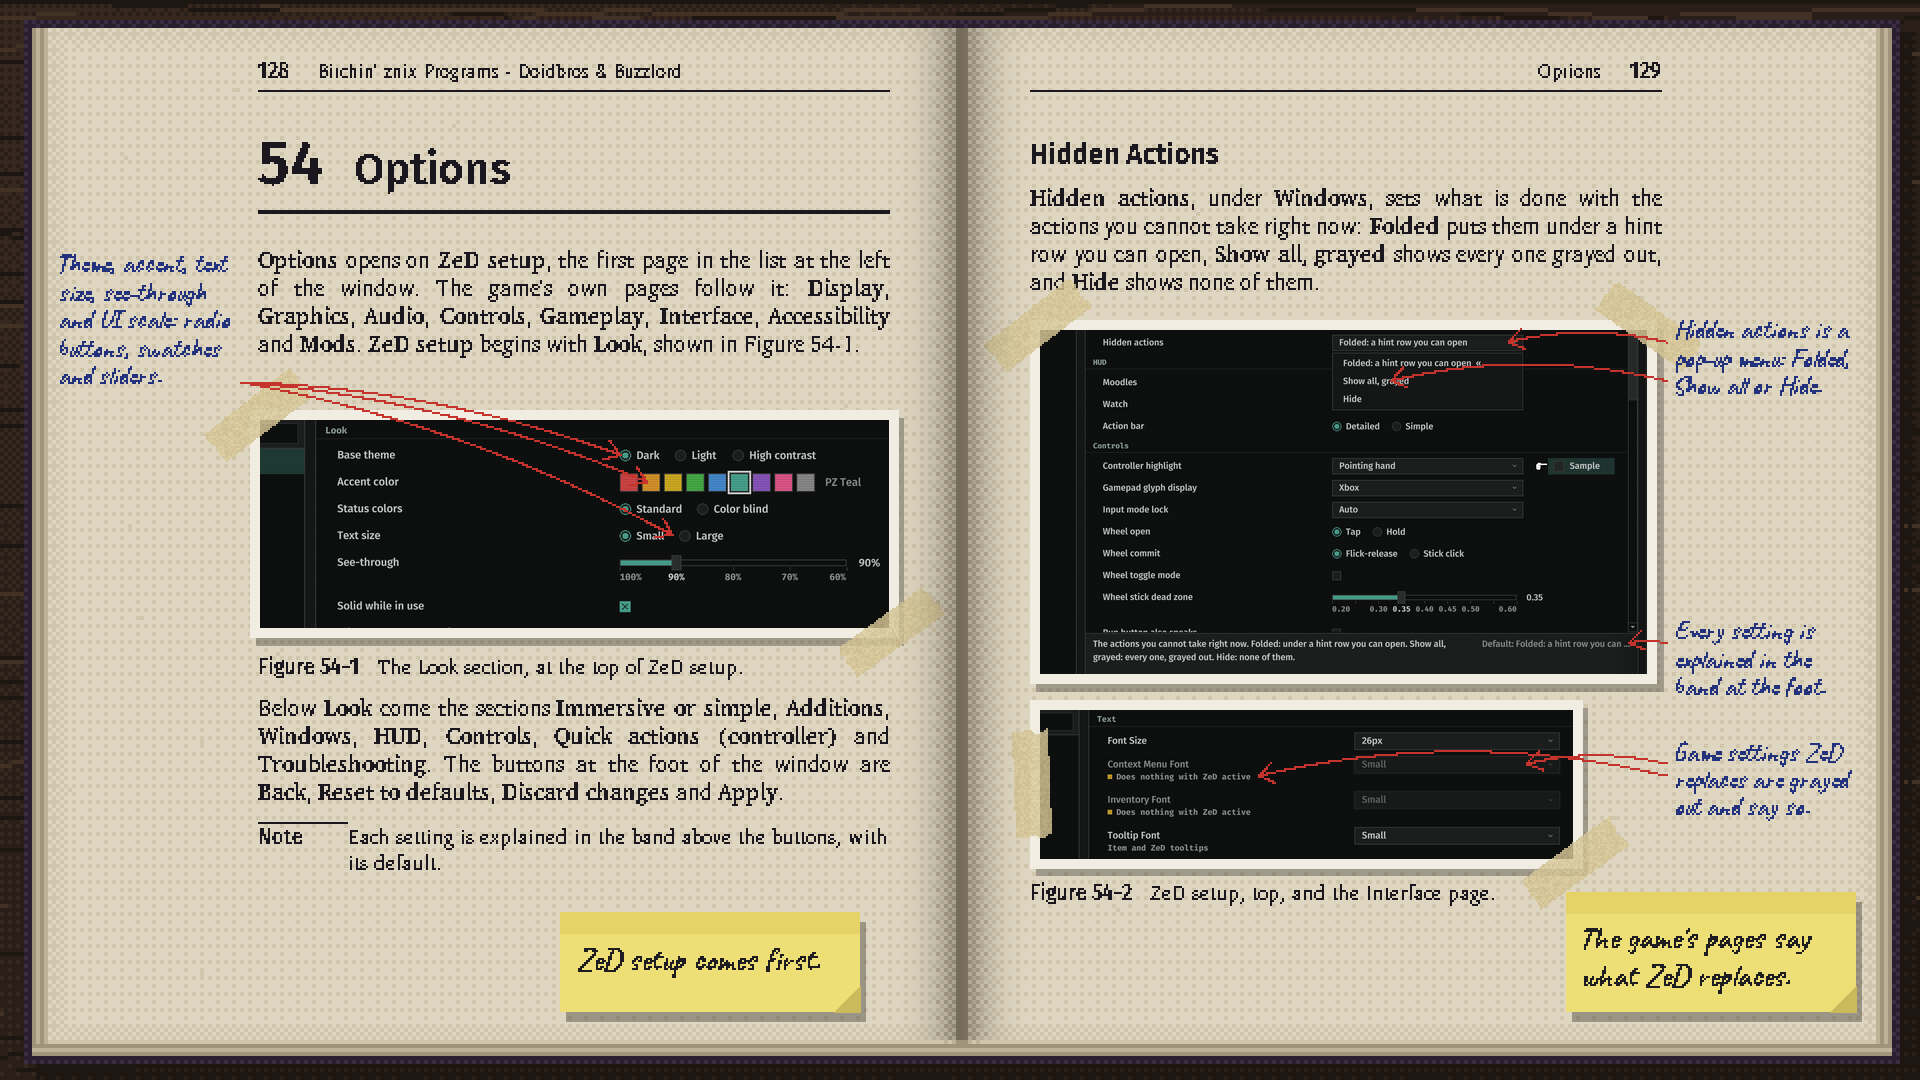 128 Birchin' znix Programs - Doidbros & Buzzlord
54 Options
Theme, accent, text
size, see-through
and UI scale: radio
buttons, swatches
and sliders.
Options opens on ZeD setup, the first page in the list at the left
of the window. The game's own pages follow it: Display,
Graphics, Audio, Controls, Gameplay, Interface, Accessibility
and Mods. ZeD setup begins with Look, shown in Figure 54-1.
Look
Base theme Dark Light High contrast
Accent color PZ Teal
Status colors Standard Color blind
Text size Small Large
See-through 90%
100% 90% 80% 70% 60%
Solid while in use
Figure 54-1 The Look section, at the top of ZeD setup.
Below Look come the sections Immersive or simple, Additions,
Windows, HUD, Controls, Quick actions (controller) and
Troubleshooting. The buttons at the foot of the window are
Back, Reset to defaults, Discard changes and Apply.
Note Each setting is explained in the band above the buttons, with
its default.
ZeD setup comes first
Options 129
Hidden Actions
Hidden actions, under Windows, sets what is done with the
actions you cannot take right now: Folded puts them under a hint
row you can open, Show all, grayed shows every one grayed out,
and Hide shows none of them.
Hidden actions Folded: a hint row you can open
HUD Folded: a hint row you can open «
Moodles Show all, grayed
Watch Hide
Action bar Detailed Simple
Controls
Controller highlight Pointing hand Sample
Gamepad glyph display Xbox
Input mode lock Auto
Wheel open Tap Hold
Wheel commit Flick-release Stick click
Wheel toggle mode
Wheel stick dead zone 0.35
0.20 0.30 0.35 0.40 0.45 0.50 0.60
The actions you cannot take right now. Folded: under a hint row you can open. Show all, Default: Folded: a hint row you can ...
grayed: every one, grayed out. Hide: none of them.
Hidden actions is a
pop-up menu: Folded,
Show all or Hide
Every setting is
explained in the
band at the foot.
Text
Font Size 26px
Context Menu Font Small
Does nothing with ZeD active
Inventory Font Small
Does nothing with ZeD active
Tooltip Font Small
Item and ZeD tooltips
Game settings ZeD
replaces are grayed
out and say so.
Figure 54-2 ZeD setup, top, and the Interface page.
The game's pages say
what ZeD replaces.